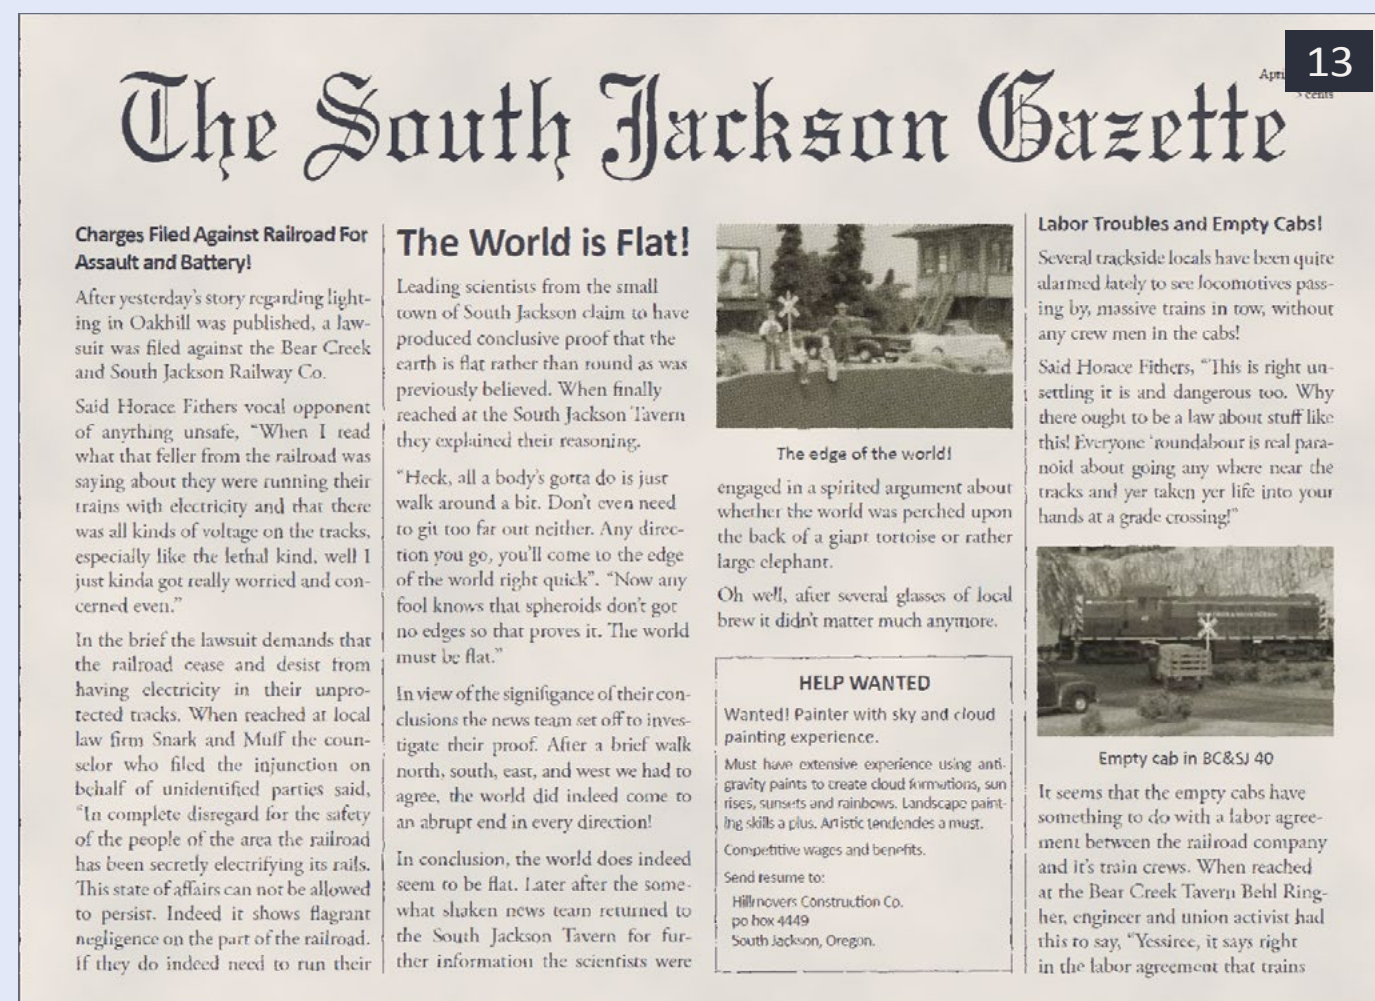 13
Apri
5 cents
The South Jackson Gazette
Charges Filed Against Railroad For
Assault and Battery!
After yesterday's story regarding light-
ing in Oakhill was published, a law-
suit was filed against the Bear Creek
and South Jackson Railway Co.
Said Horace Fithers vocal opponent
of anything unsafe, "When I read
what that feller from the railroad was
saying about they were running their
trains with electricity and that there
was all kinds of voltage on the tracks,
especially like the lethal kind, well I
just kinda got really worried and con-
cerned even."
In the brief the lawsuit demands that
the railroad cease and desist from
having electricity in their unpro-
tected tracks. When reached at local
law firm Snark and Muff the coun-
selor who filed the injunction on
behalf of unidentified parties said,
"In complete disregard for the safety
of the people of the area the railroad
has been secretly electrifying its rails.
This state of affairs can not be allowed
to persist. Indeed it shows flagrant
negligence on the part of the railroad.
If they do indeed need to run their
The World is Flat!
Leading scientists from the small
town of South Jackson claim to have
produced conclusive proof that the
earth is flat rather than round as was
previously believed. When finally
reached at the South Jackson Tavern
they explained their reasoning.
"Heck, all a body's gotta do is just
walk around a bit. Don't even need
to git too far out neither. Any direc-
tion you go, you'll come to the edge
of the world right quick". "Now any
fool knows that spheroids don't got
no edges so that proves it. The world
must be flat."
In view of the signifigance of their con-
clusions the news team set off to inves-
tigate their proof. After a brief walk
north, south, east, and west we had to
agree, the world did indeed come to
an abrupt end in every direction!
In conclusion, the world does indeed
seem to be flat. Later after the some-
what shaken news team returned to
the South Jackson Tavern for fur-
ther information the scientists were
The edge of the world!
engaged in a spirited argument about
whether the world was perched upon
the back of a giant tortoise or rather
large elephant.
Oh well, after several glasses of local
brew it didn't matter much anymore.
HELP WANTED
Wanted! Painter with sky and cloud
painting experience.
Must have extensive experience using anti-
gravity paints to create cloud formations, sun
rises, sunsets and rainbows. Landscape paint-
ing skills a plus. Artistic tendencies a must.
Competitive wages and benefits.
Send resume to:
Hillmovers Construction Co.
po box 4449
South Jackson, Oregon.
Labor Troubles and Empty Cabs!
Several trackside locals have been quite
alarmed lately to see locomotives pass-
ing by, massive trains in tow, without
any crew men in the cabs!
Said Horace Fithers, "This is right un-
settling it is and dangerous too. Why
there ought to be a law about stuff like
this! Everyone 'roundabout is real para-
noid about going any where near the
tracks and yer taken yer life into your
hands at a grade crossing!"
Empty cab in BC&SJ 40
It seems that the empty cabs have
something to do with a labor agree-
ment between the railroad company
and it's train crews. When reached
at the Bear Creek Tavern Behl Ring-
her, engineer and union activist had
this to say, "Yessiree, it says right
in the labor agreement that trains